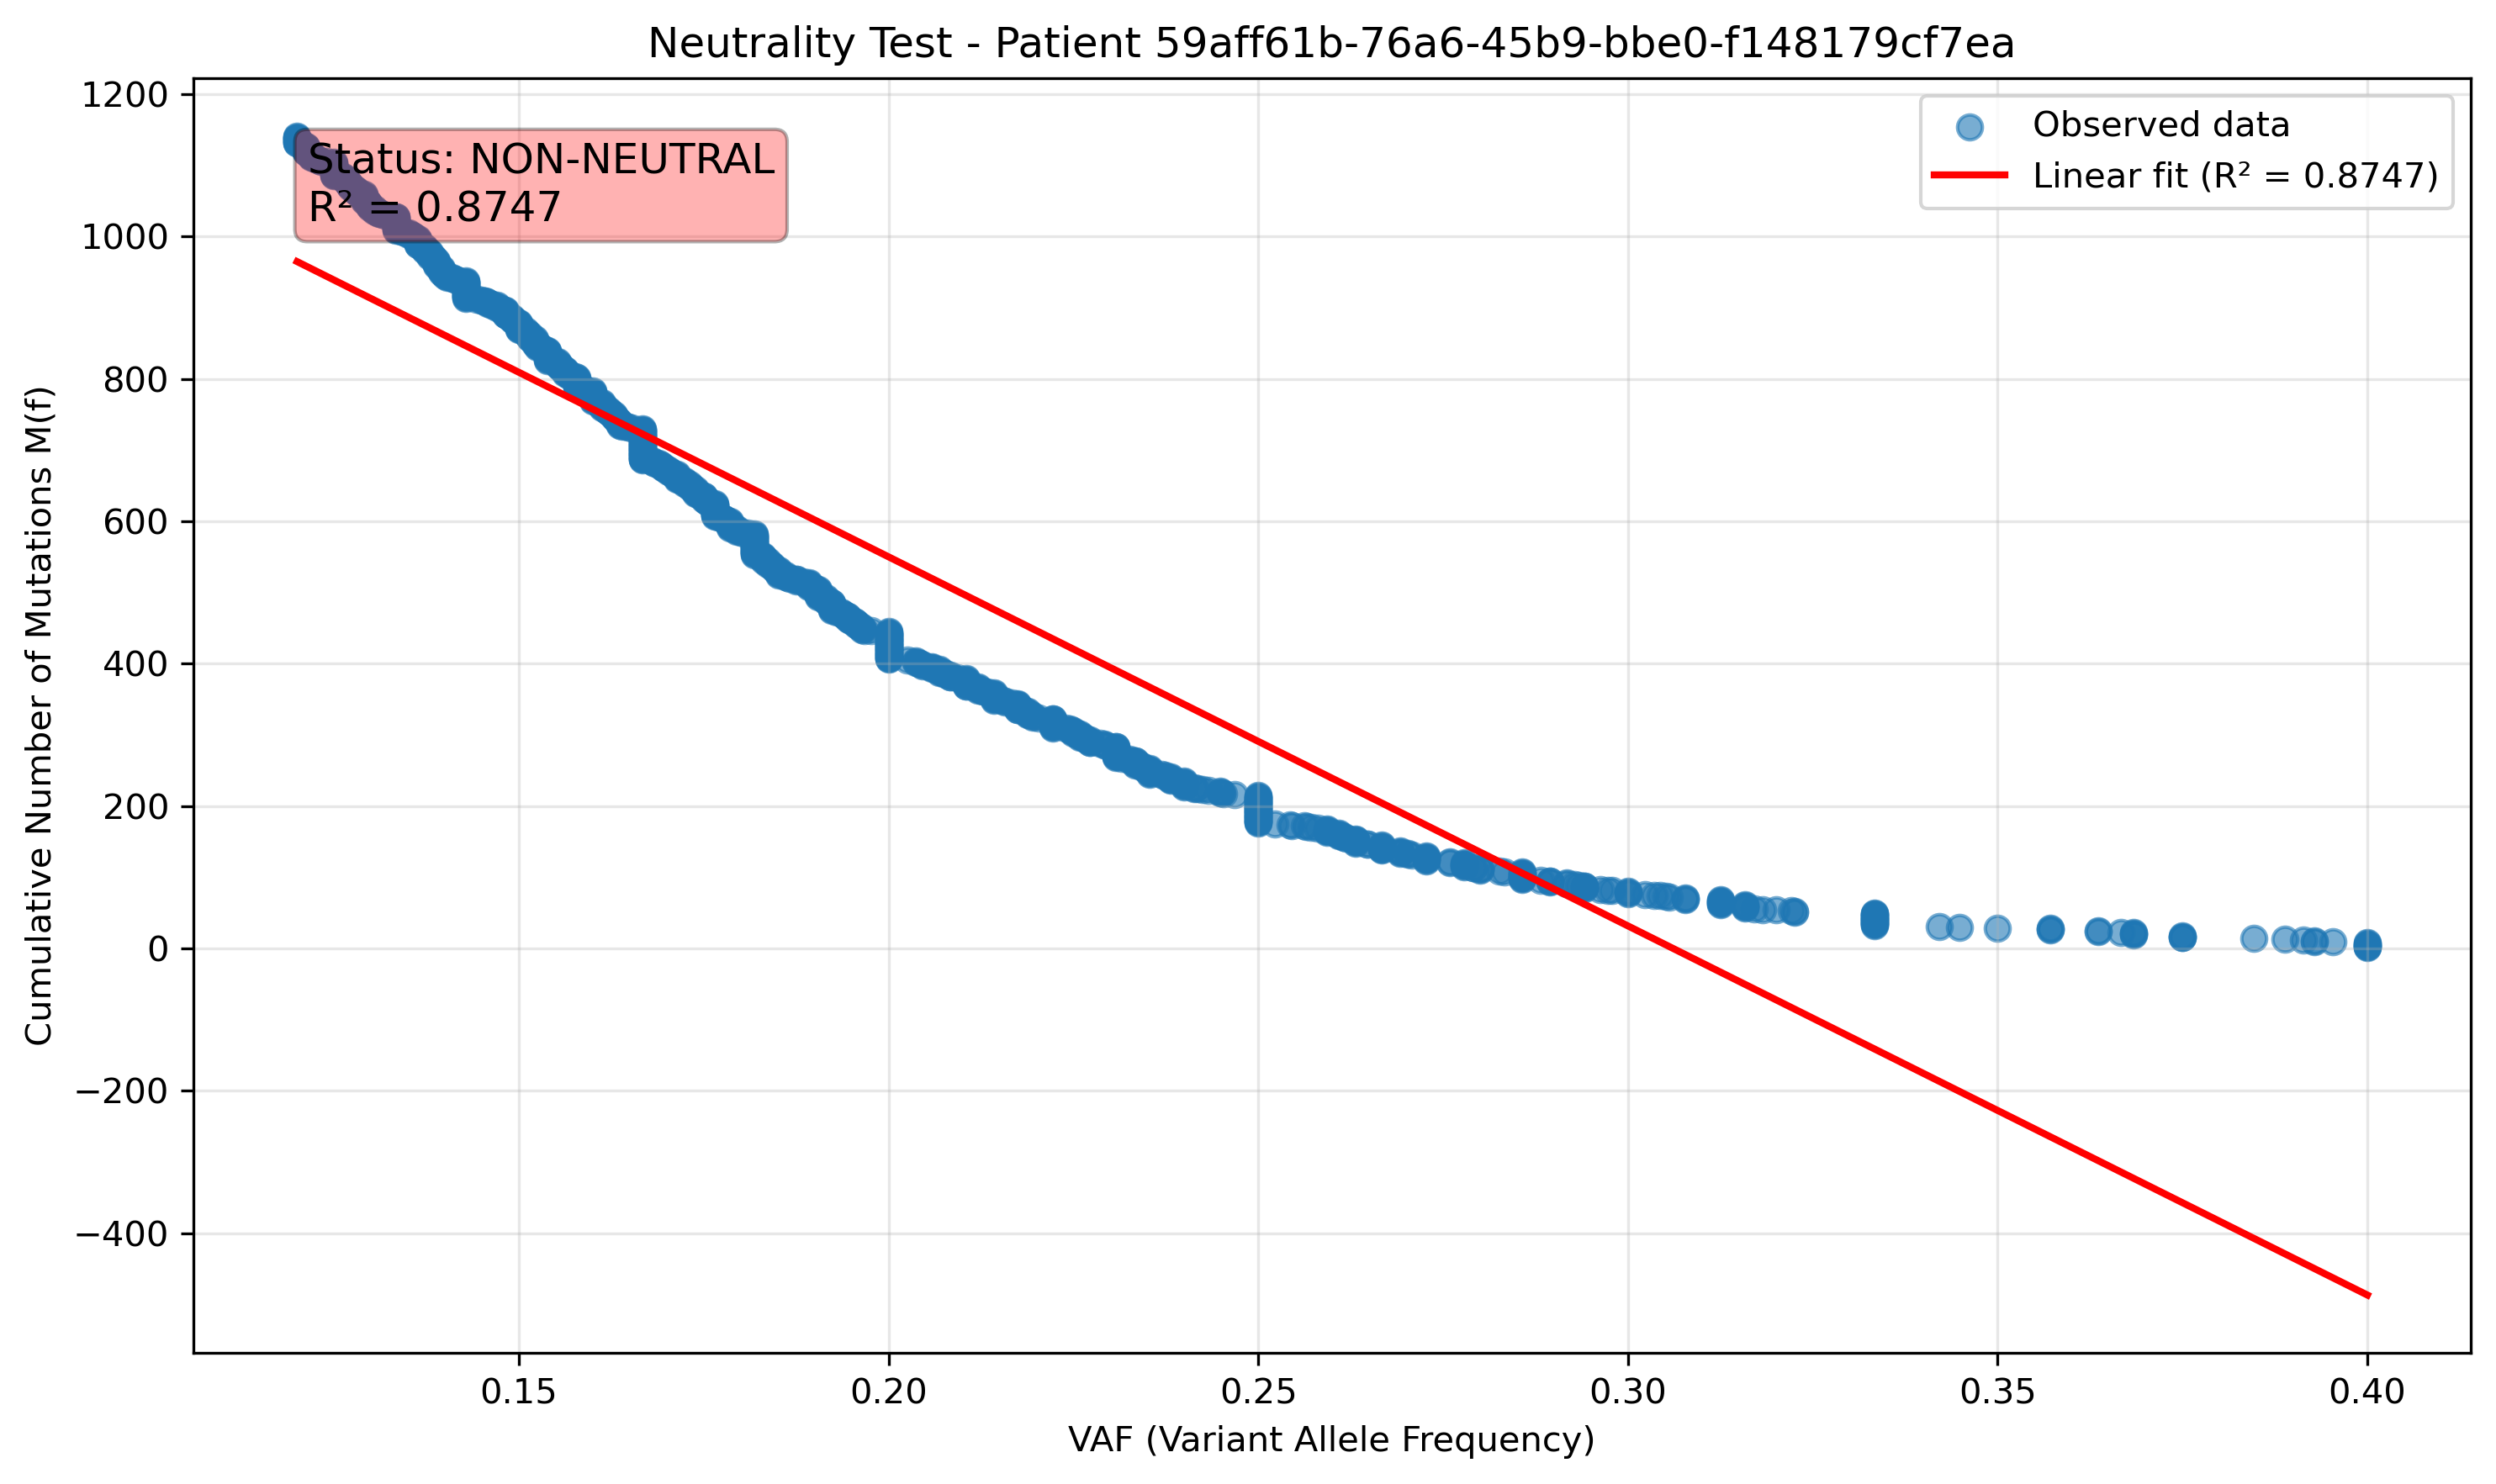 Neutrality Test - Patient 59aff61b-76a6-45b9-bbe0-f148179cf7ea
Status: NON-NEUTRAL
R² = 0.8747
Observed data
Linear fit (R² = 0.8747)
Cumulative Number of Mutations M(f)
1200
1000
800
600
400
200
0
−200
−400
0.15
0.20
0.25
0.30
0.35
0.40
VAF (Variant Allele Frequency)